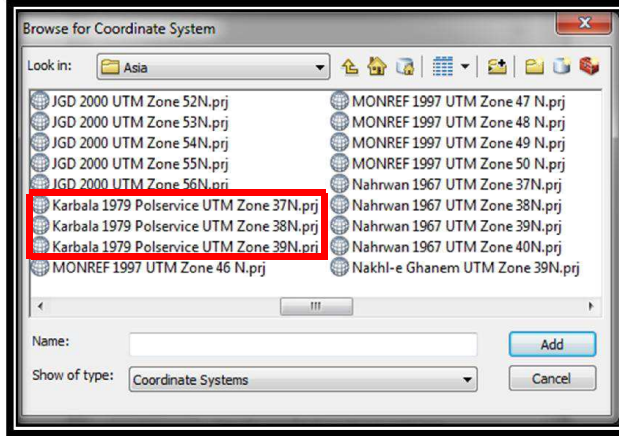 Browse for Coordinate System
Look in: Asia
JGD 2000 UTM Zone 52N.prj
JGD 2000 UTM Zone 53N.prj
JGD 2000 UTM Zone 54N.prj
JGD 2000 UTM Zone 55N.prj
JGD 2000 UTM Zone 56N.prj
Karbala 1979 Polservice UTM Zone 37N.prj
Karbala 1979 Polservice UTM Zone 38N.prj
Karbala 1979 Polservice UTM Zone 39N.prj
MONREF 1997 UTM Zone 46 N.prj
MONREF 1997 UTM Zone 47 N.prj
MONREF 1997 UTM Zone 48 N.prj
MONREF 1997 UTM Zone 49 N.prj
MONREF 1997 UTM Zone 50 N.prj
Nahrwan 1967 UTM Zone 37N.prj
Nahrwan 1967 UTM Zone 38N.prj
Nahrwan 1967 UTM Zone 39N.prj
Nahrwan 1967 UTM Zone 40N.prj
Nakhl-e Ghanem UTM Zone 39N.prj
Name: Add
Show of type: Coordinate Systems Cancel